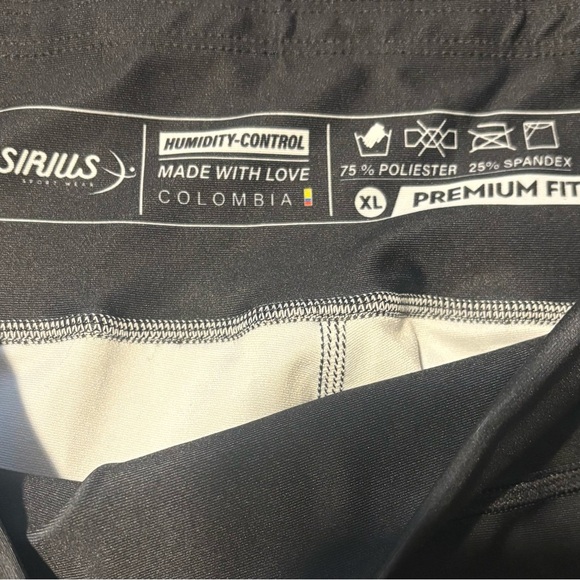 SIRIUS
SPORT WEAR
HUMIDITY-CONTROL
MADE WITH LOVE
COLOMBIA
75 % POLIESTER 25% SPANDEX
XL PREMIUM FIT